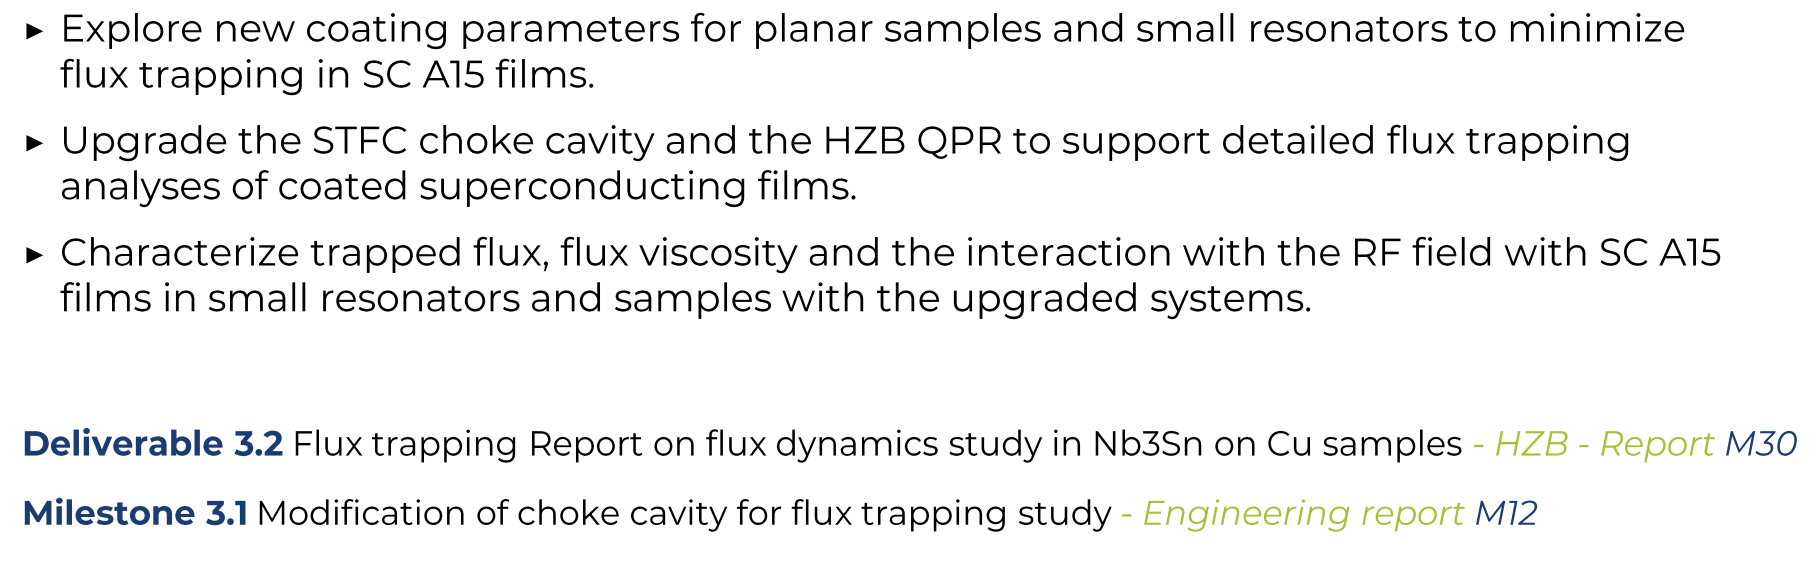 ▸ Explore new coating parameters for planar samples and small resonators to minimize
flux trapping in SC A15 films.
▸ Upgrade the STFC choke cavity and the HZB QPR to support detailed flux trapping
analyses of coated superconducting films.
▸ Characterize trapped flux, flux viscosity and the interaction with the RF field with SC A15
films in small resonators and samples with the upgraded systems.
Deliverable 3.2 Flux trapping Report on flux dynamics study in Nb3Sn on Cu samples - HZB - Report M30
Milestone 3.1 Modification of choke cavity for flux trapping study - Engineering report M12